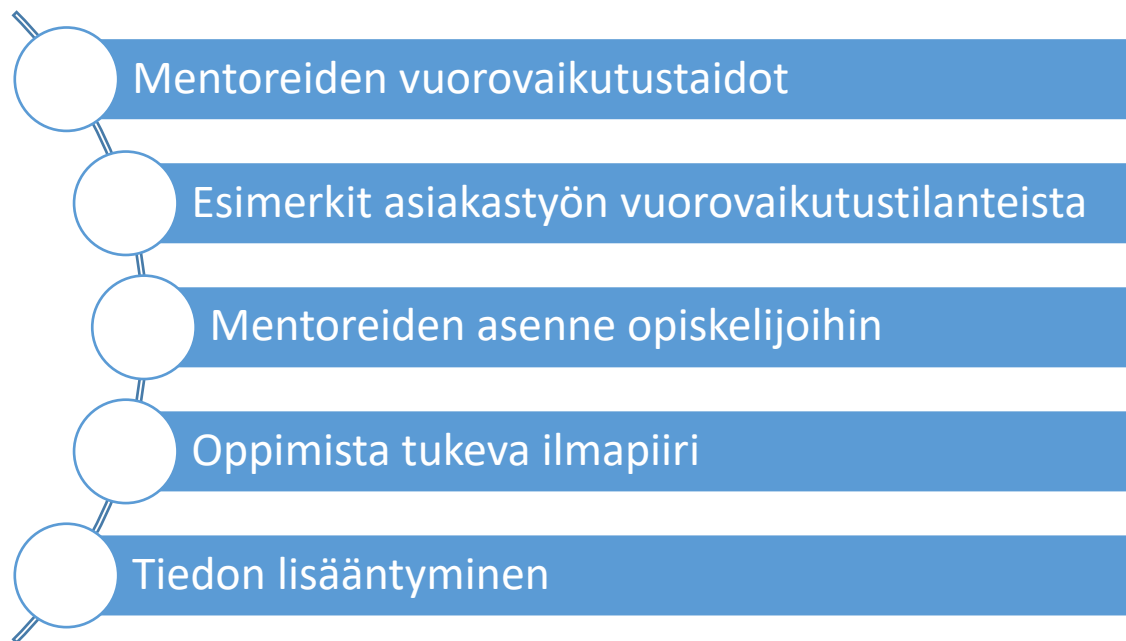 Mentoreiden vuorovaikutustaidot
Esimerkit asiakastyön vuorovaikutustilanteista
Mentoreiden asenne opiskelijoihin
Oppimista tukeva ilmapiiri
Tiedon lisääntyminen